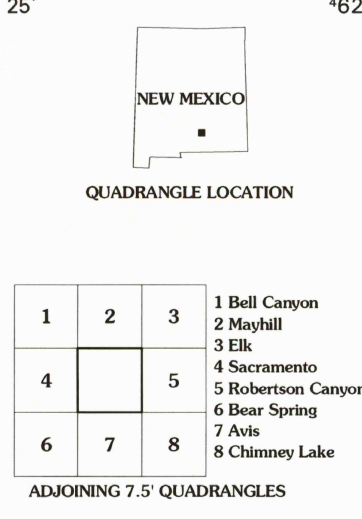 25'
⁴62
NEW MEXICO
QUADRANGLE LOCATION
1 2 3
4 5
6 7 8
1 Bell Canyon
2 Mayhill
3 Elk
4 Sacramento
5 Robertson Canyon
6 Bear Spring
7 Avis
8 Chimney Lake
ADJOINING 7.5' QUADRANGLES